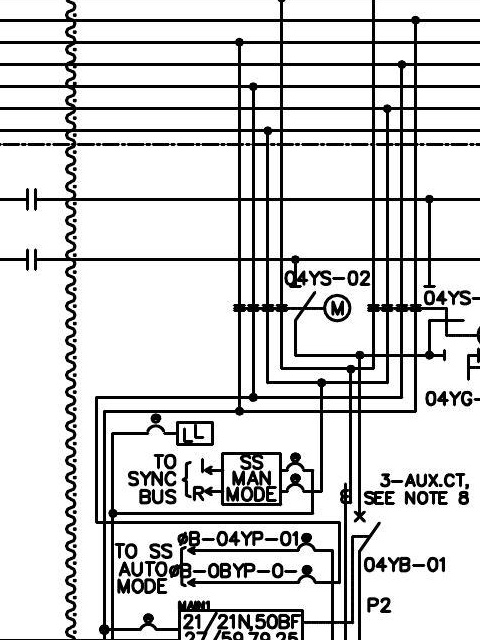 04YS-02
M
04YS-
04YG-
LL
TO
SYNC
BUS
I
R
SS
MAN
MODE
3-AUX.CT,
8 SEE NOTE 8
ØB-04YP-01
TO SS
AUTO
MODE
ØB-0BYP-0-
04YB-01
P2
MAIN1
21/21N,50BF
27/59,79,25